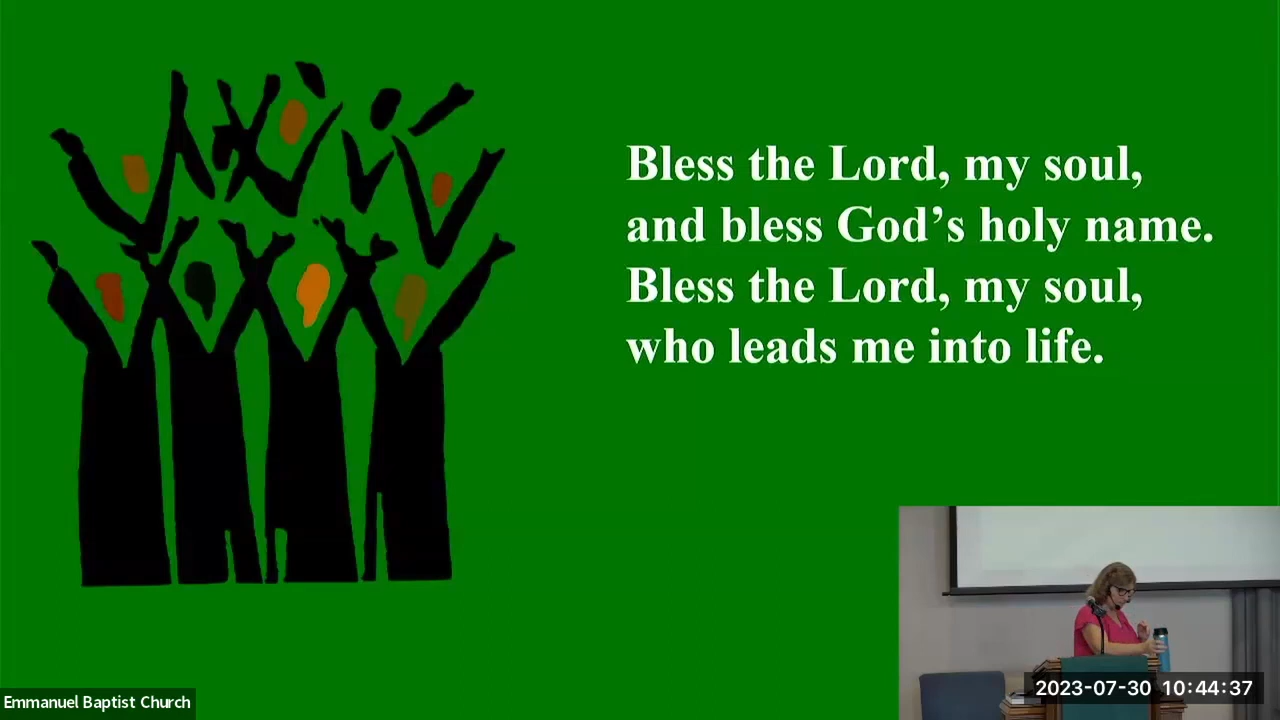 Bless the Lord, my soul,
and bless God’s holy name.
Bless the Lord, my soul,
who leads me into life.
Emmanuel Baptist Church
2023-07-30 10:44:37